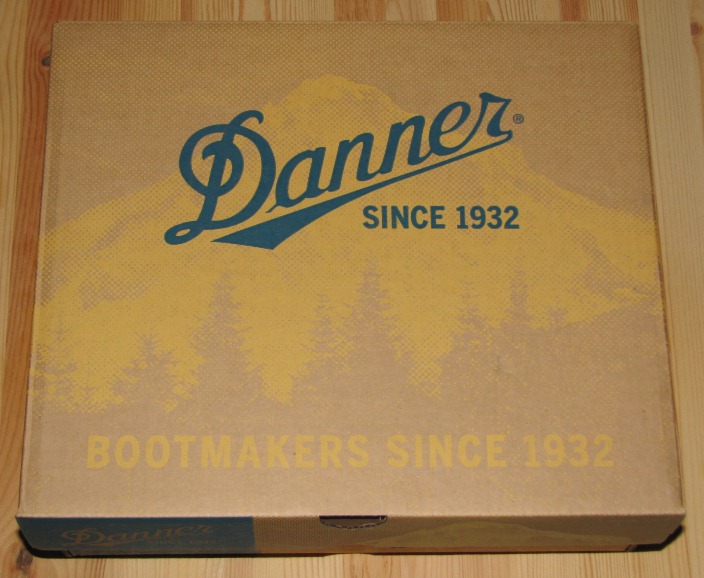 Danner®
SINCE 1932
BOOTMAKERS SINCE 1932
Danner